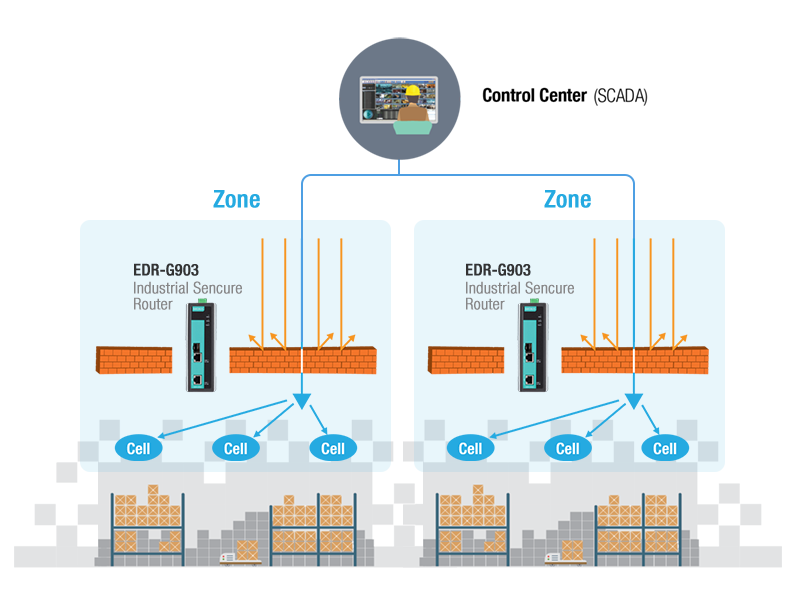 Control Center (SCADA)
Zone
Zone
EDR-G903
Industrial Sencure
Router
EDR-G903
Industrial Sencure
Router
Cell
Cell
Cell
Cell
Cell
Cell